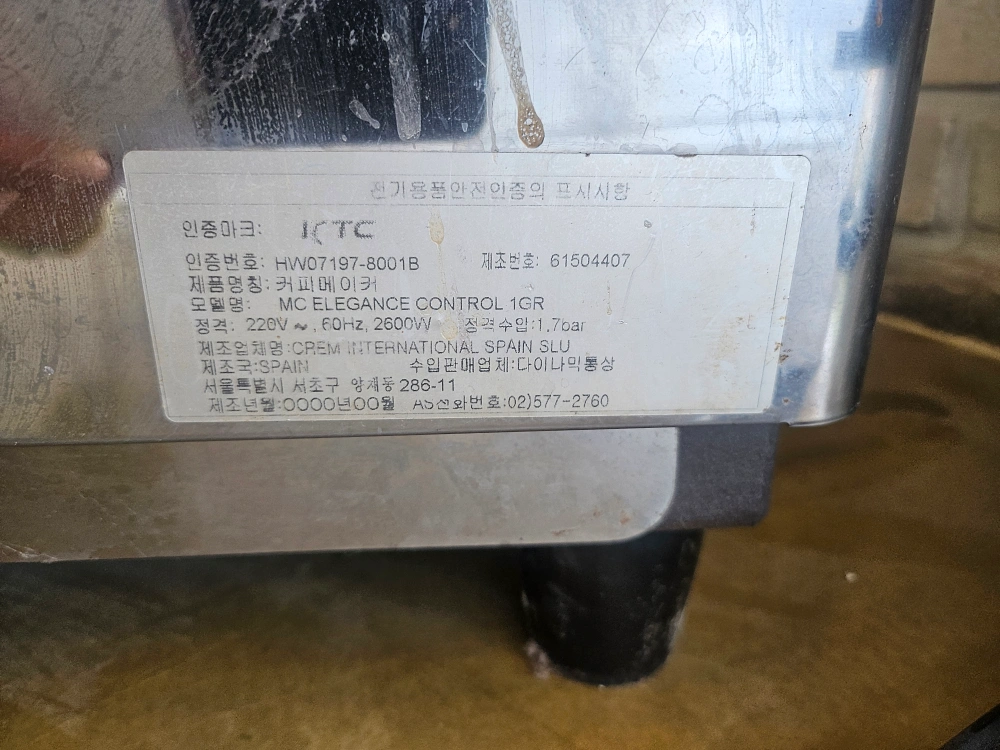 전기용품안전인증의 표시사항
인증마크: KTC
인증번호: HW07197-8001B 제조번호: 61504407
제품명칭: 커피메이커
모델명: MC ELEGANCE CONTROL 1GR
정격: 220V ~, 60Hz, 2600W 정격수압:1.7bar
제조업체명:CREM INTERNATIONAL SPAIN SLU
제조국:SPAIN 수입판매업체:다이나믹통상
서울특별시 서초구 양재동 286-11
제조년월:0000년00월 AS전화번호:02)577-2760